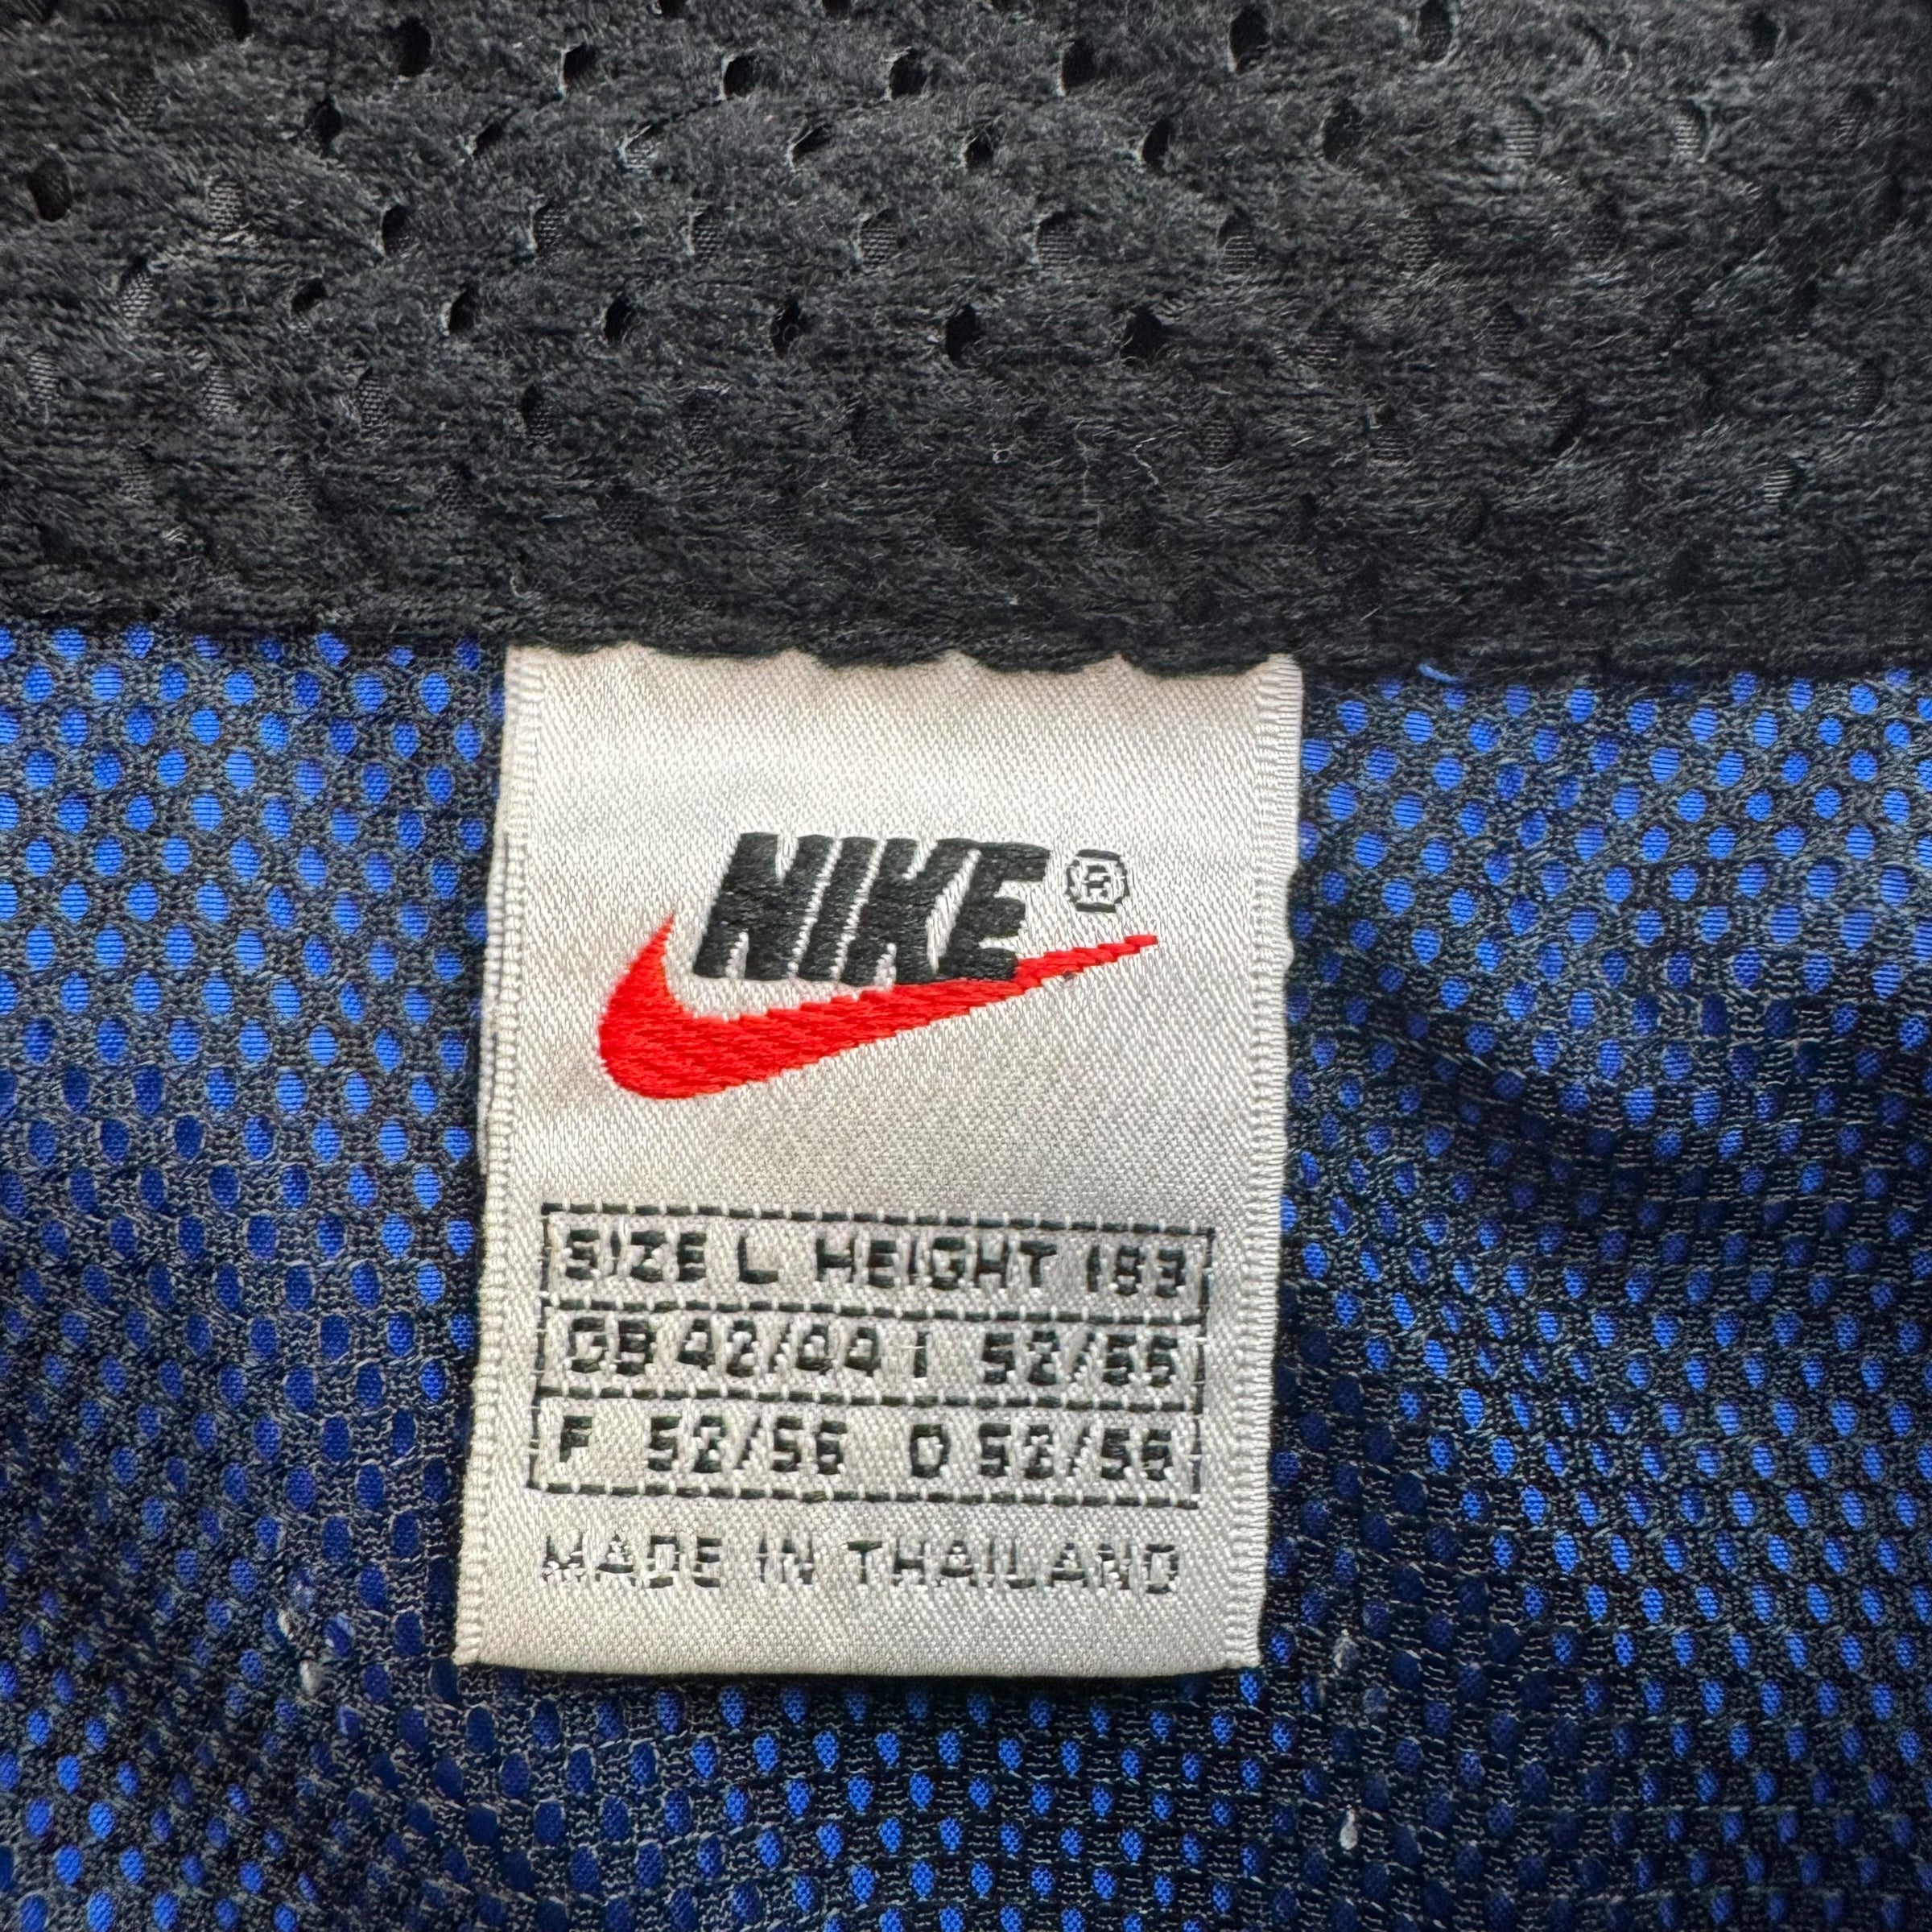 NIKE®
SIZE L HEIGHT 183
GB 42/44 I 52/56
F 52/56 D 52/56
MADE IN THAILAND